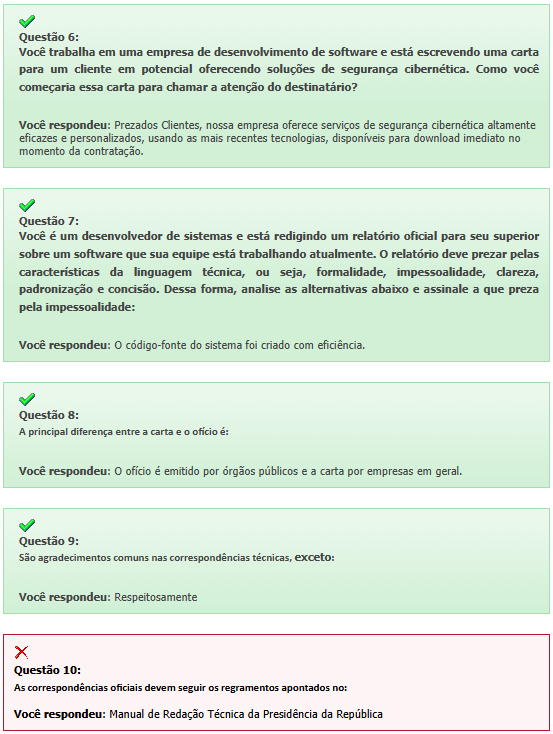 Questão 6:
Você trabalha em uma empresa de desenvolvimento de software e está escrevendo uma carta
para um cliente em potencial oferecendo soluções de segurança cibernética. Como você
começaria essa carta para chamar a atenção do destinatário?
Você respondeu: Prezados Clientes, nossa empresa oferece serviços de segurança cibernética altamente
eficazes e personalizados, usando as mais recentes tecnologias, disponíveis para download imediato no
momento da contratação.
Questão 7:
Você é um desenvolvedor de sistemas e está redigindo um relatório oficial para seu superior
sobre um software que sua equipe está trabalhando atualmente. O relatório deve prezar pelas
características da linguagem técnica, ou seja, formalidade, impessoalidade, clareza,
padronização e concisão. Dessa forma, analise as alternativas abaixo e assinale a que preza
pela impessoalidade:
Você respondeu: O código-fonte do sistema foi criado com eficiência.
Questão 8:
A principal diferença entre a carta e o ofício é:
Você respondeu: O ofício é emitido por órgãos públicos e a carta por empresas em geral.
Questão 9:
São agradecimentos comuns nas correspondências técnicas, exceto:
Você respondeu: Respeitosamente
Questão 10:
As correspondências oficiais devem seguir os regramentos apontados no:
Você respondeu: Manual de Redação Técnica da Presidência da República